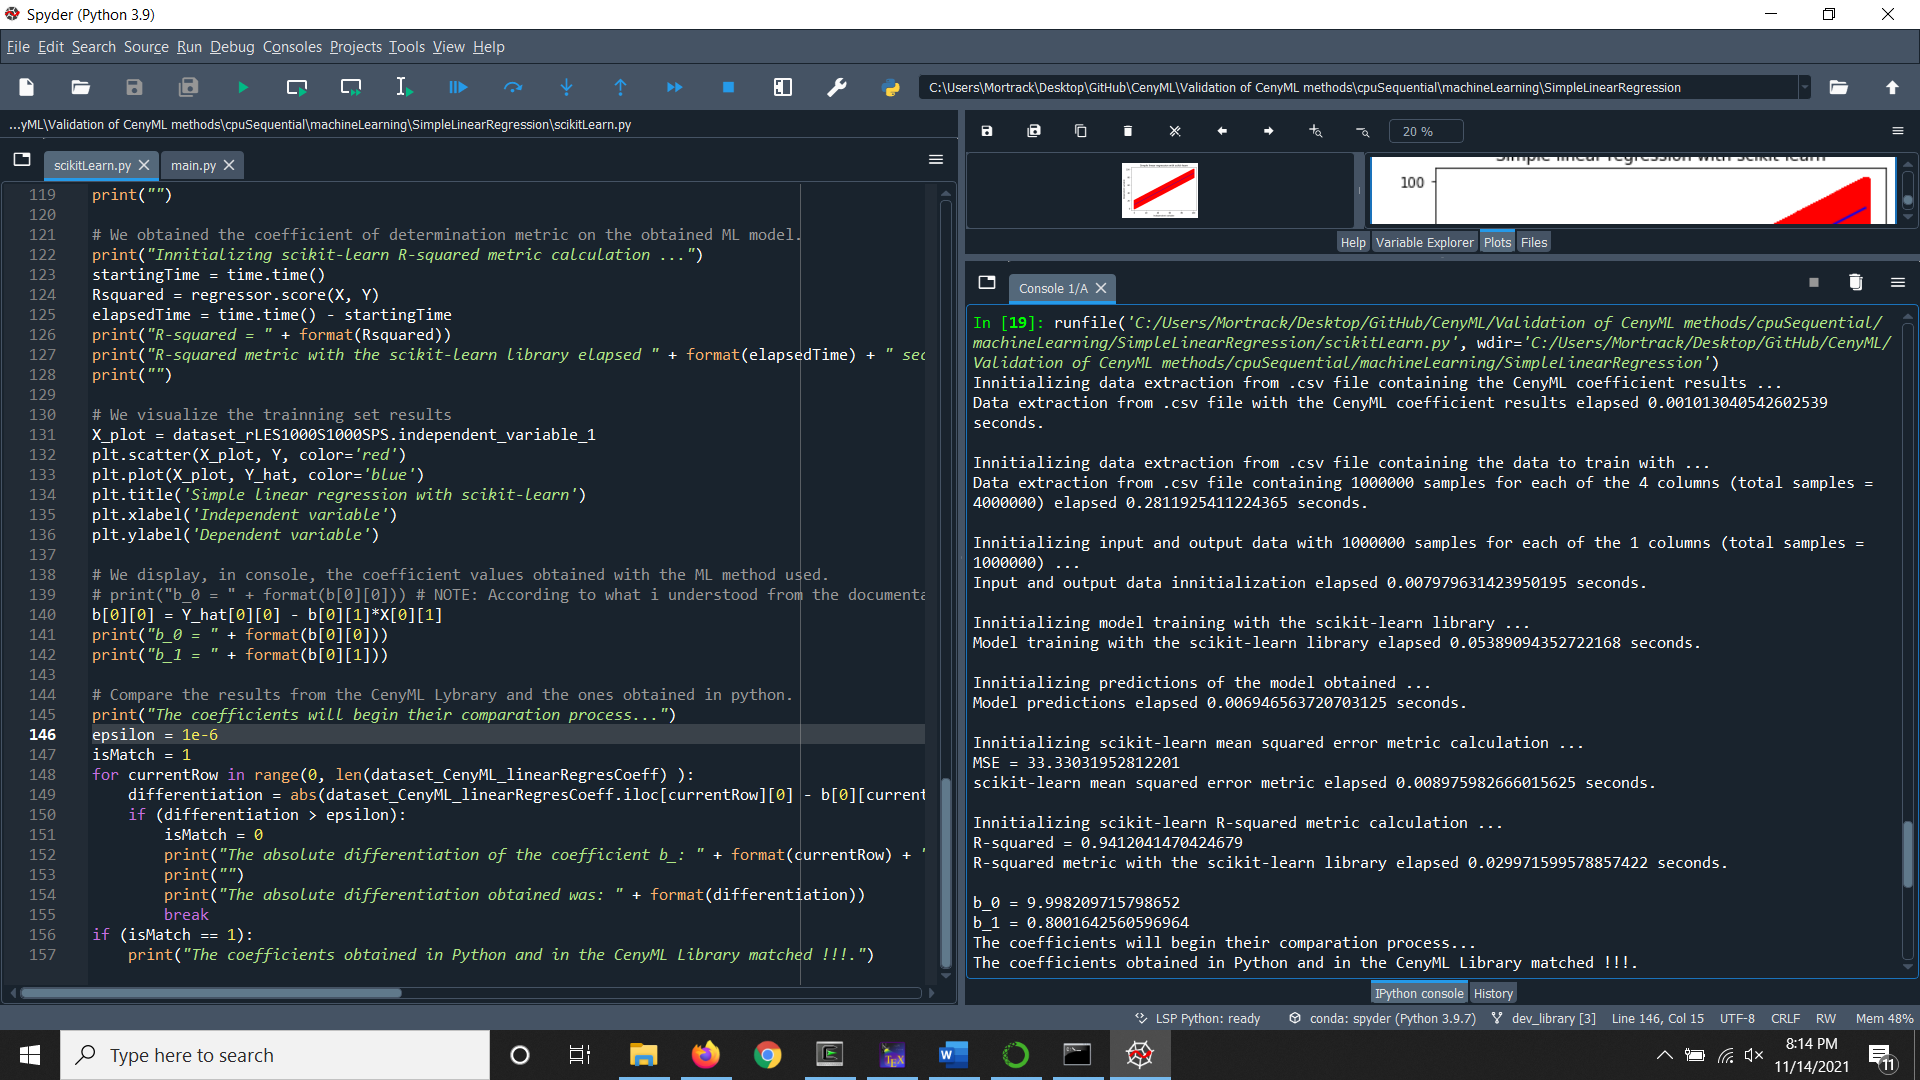 Spyder (Python 3.9)
File Edit Search Source Run Debug Consoles Projects Tools View Help
C:\Users\Mortrack\Desktop\GitHub\CenyML\Validation of CenyML methods\cpuSequential\machineLearning\SimpleLinearRegression
...yML\Validation of CenyML methods\cpuSequential\machineLearning\SimpleLinearRegression\scikitLearn.py
scikitLearn.py
main.py
119 print("")
120
121 # We obtained the coefficient of determination metric on the obtained ML model.
122 print("Innitializing scikit-learn R-squared metric calculation ...")
123 startingTime = time.time()
124 Rsquared = regressor.score(X, Y)
125 elapsedTime = time.time() - startingTime
126 print("R-squared = " + format(Rsquared))
127 print("R-squared metric with the scikit-learn library elapsed " + format(elapsedTime) + " sec
128 print("")
129
130 # We visualize the trainning set results
131 X_plot = dataset_rLES1000S1000SPS.independent_variable_1
132 plt.scatter(X_plot, Y, color='red')
133 plt.plot(X_plot, Y_hat, color='blue')
134 plt.title('Simple linear regression with scikit-learn')
135 plt.xlabel('Independent variable')
136 plt.ylabel('Dependent variable')
137
138 # We display, in console, the coefficient values obtained with the ML method used.
139 # print("b_0 = " + format(b[0][0])) # NOTE: According to what i understood from the documenta
140 b[0][0] = Y_hat[0][0] - b[0][1]*X[0][1]
141 print("b_0 = " + format(b[0][0]))
142 print("b_1 = " + format(b[0][1]))
143
144 # Compare the results from the CenyML Lybrary and the ones obtained in python.
145 print("The coefficients will begin their comparation process...")
146 epsilon = 1e-6
147 isMatch = 1
148 for currentRow in range(0, len(dataset_CenyML_linearRegresCoeff) ):
149 differentiation = abs(dataset_CenyML_linearRegresCoeff.iloc[currentRow][0] - b[0][current
150 if (differentiation > epsilon):
151 isMatch = 0
152 print("The absolute differentiation of the coefficient b_: " + format(currentRow) + "
153 print("")
154 print("The absolute differentiation obtained was: " + format(differentiation))
155 break
156 if (isMatch == 1):
157 print("The coefficients obtained in Python and in the CenyML Library matched !!!.")
20 %
Simple linear regression with scikit-learn
100
Help Variable Explorer Plots Files
Console 1/A
In [19]: runfile('C:/Users/Mortrack/Desktop/GitHub/CenyML/Validation of CenyML methods/cpuSequential/
machineLearning/SimpleLinearRegression/scikitLearn.py', wdir='C:/Users/Mortrack/Desktop/GitHub/CenyML/
Validation of CenyML methods/cpuSequential/machineLearning/SimpleLinearRegression')
Innitializing data extraction from .csv file containing the CenyML coefficient results ...
Data extraction from .csv file with the CenyML coefficient results elapsed 0.001013040542602539
seconds.
Innitializing data extraction from .csv file containing the data to train with ...
Data extraction from .csv file containing 1000000 samples for each of the 4 columns (total samples =
4000000) elapsed 0.2811925411224365 seconds.
Innitializing input and output data with 1000000 samples for each of the 1 columns (total samples =
1000000) ...
Input and output data innitialization elapsed 0.007979631423950195 seconds.
Innitializing model training with the scikit-learn library ...
Model training with the scikit-learn library elapsed 0.05389094352722168 seconds.
Innitializing predictions of the model obtained ...
Model predictions elapsed 0.006946563720703125 seconds.
Innitializing scikit-learn mean squared error metric calculation ...
MSE = 33.33031952812201
scikit-learn mean squared error metric elapsed 0.008975982666015625 seconds.
Innitializing scikit-learn R-squared metric calculation ...
R-squared = 0.9412041470424679
R-squared metric with the scikit-learn library elapsed 0.029971599578857422 seconds.
b_0 = 9.998209715798652
b_1 = 0.8001642560596964
The coefficients will begin their comparation process...
The coefficients obtained in Python and in the CenyML Library matched !!!.
IPython console History
LSP Python: ready conda: spyder (Python 3.9.7) dev_library [3] Line 146, Col 15 UTF-8 CRLF RW Mem 48%
Type here to search
8:14 PM
11/14/2021
11